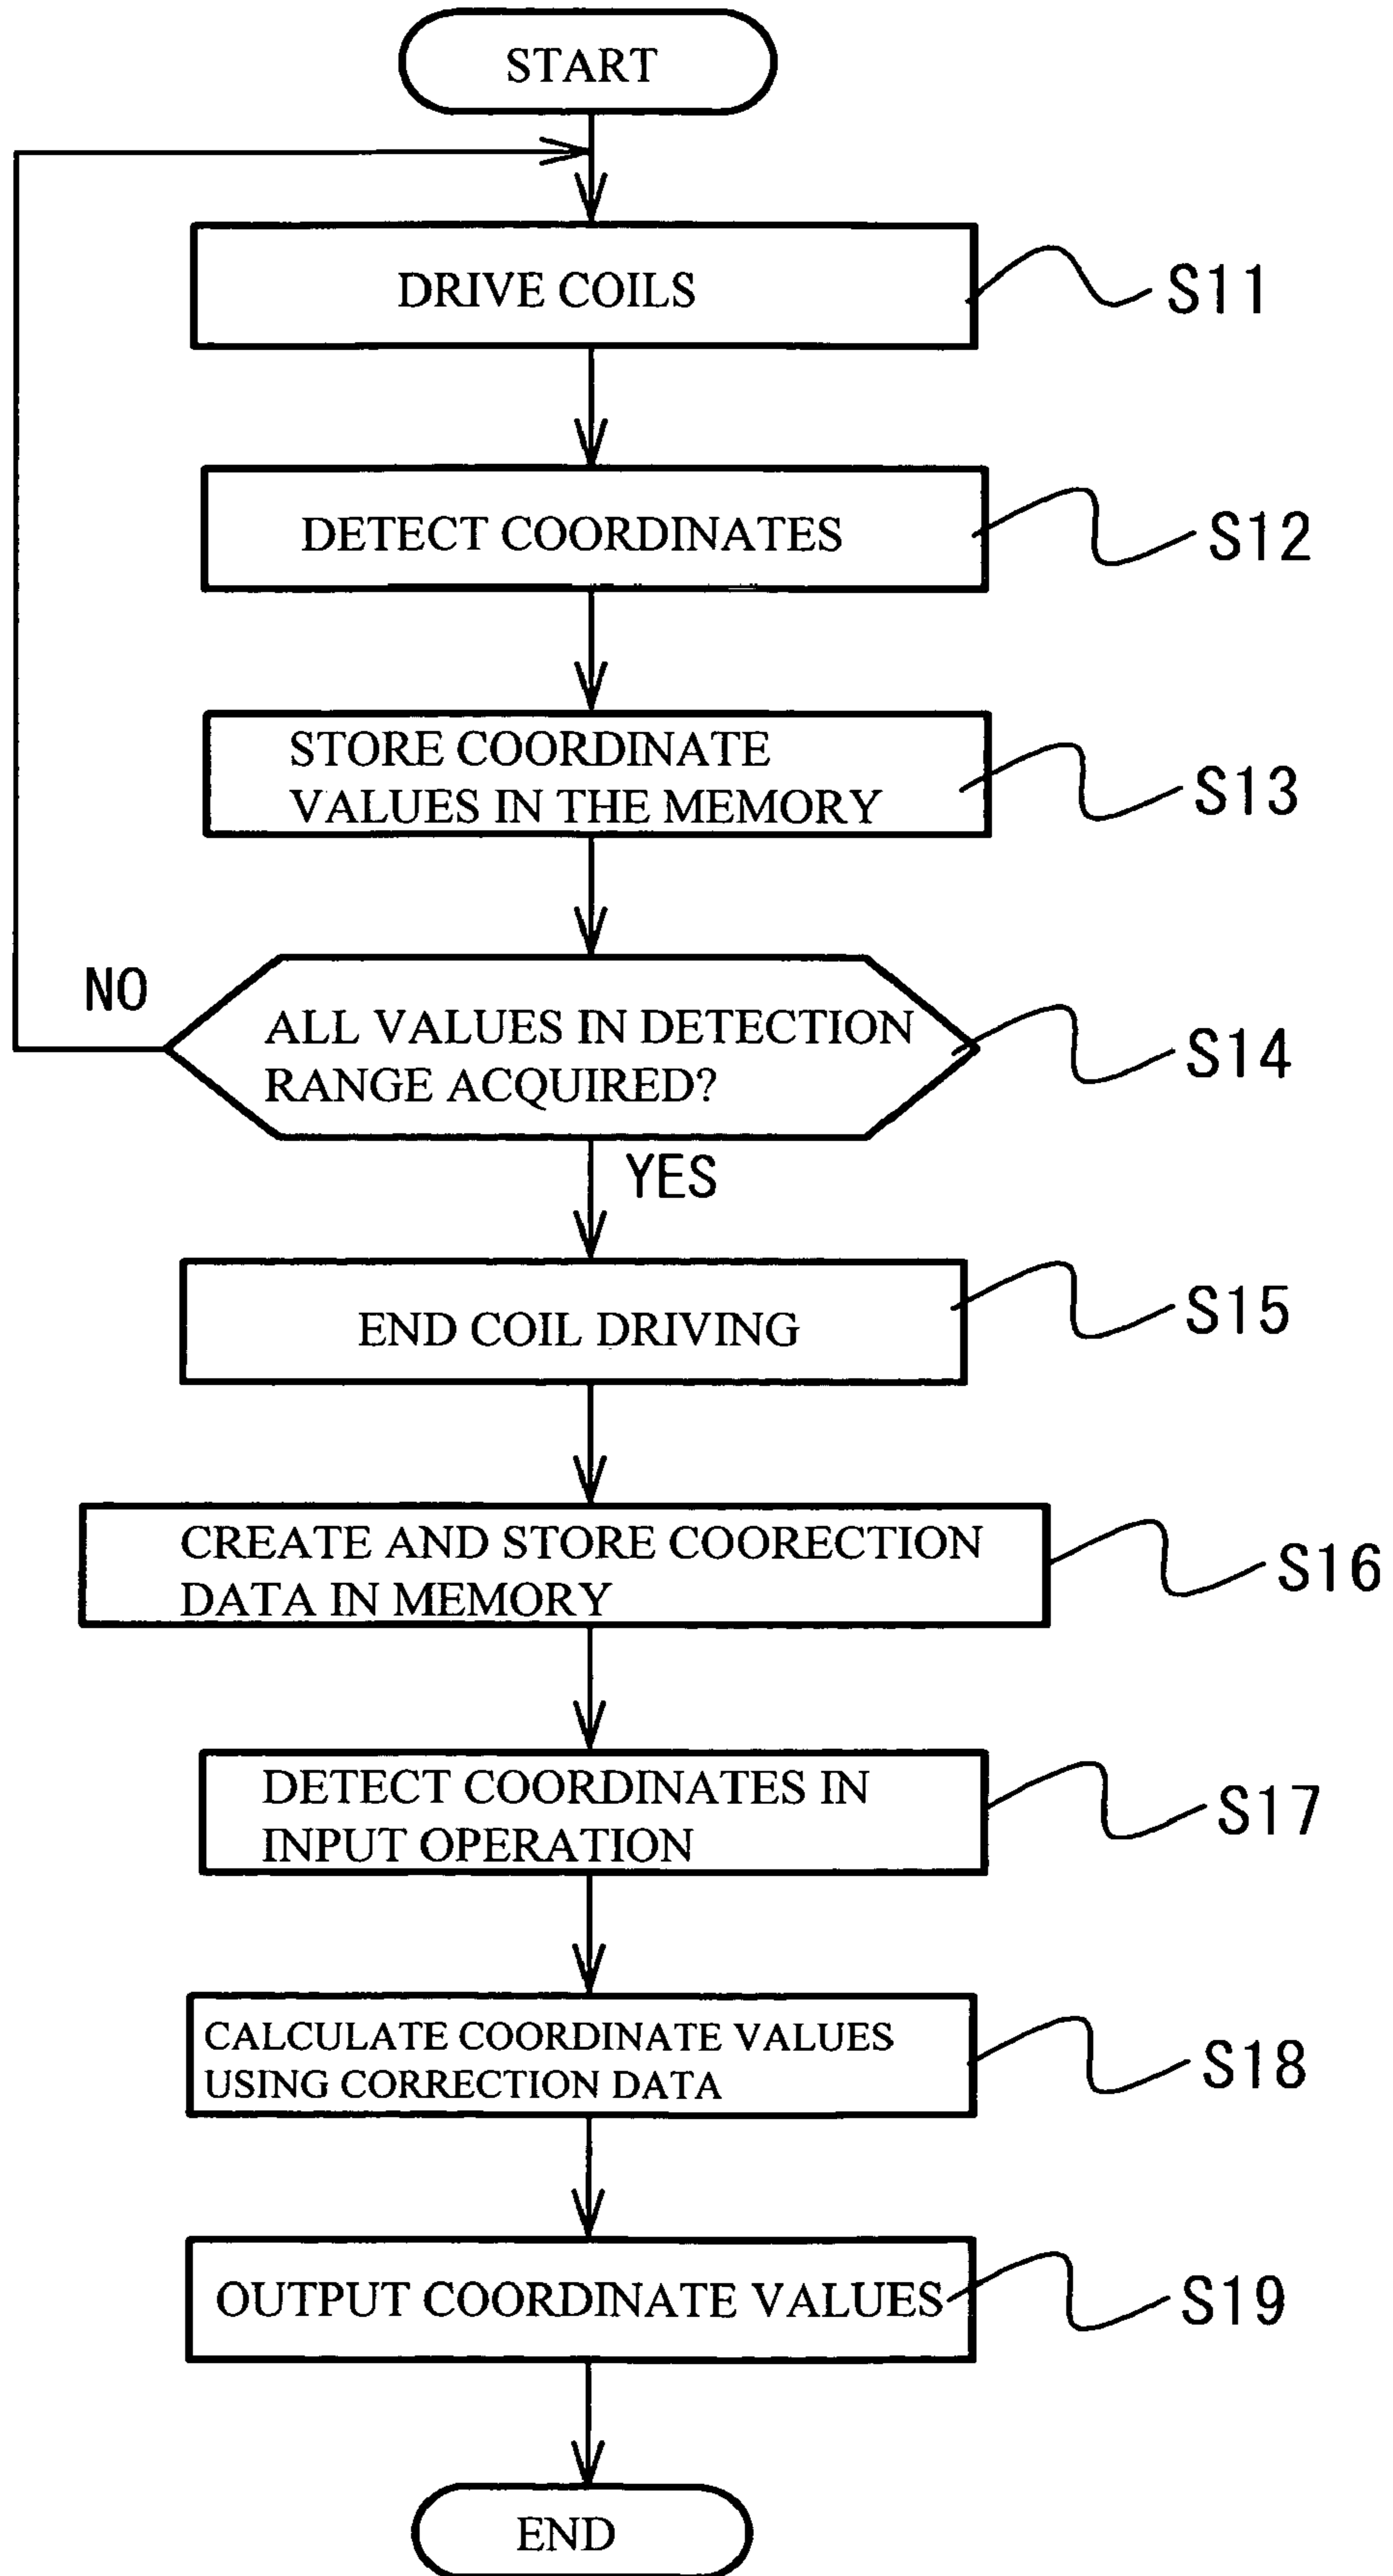 START
DRIVE COILS
S11
DETECT COORDINATES
S12
STORE COORDINATE
VALUES IN THE MEMORY
S13
NO
ALL VALUES IN DETECTION
RANGE ACQUIRED?
S14
YES
END COIL DRIVING
S15
CREATE AND STORE COORECTION
DATA IN MEMORY
S16
DETECT COORDINATES IN
INPUT OPERATION
S17
CALCULATE COORDINATE VALUES
USING CORRECTION DATA
S18
OUTPUT COORDINATE VALUES
S19
END